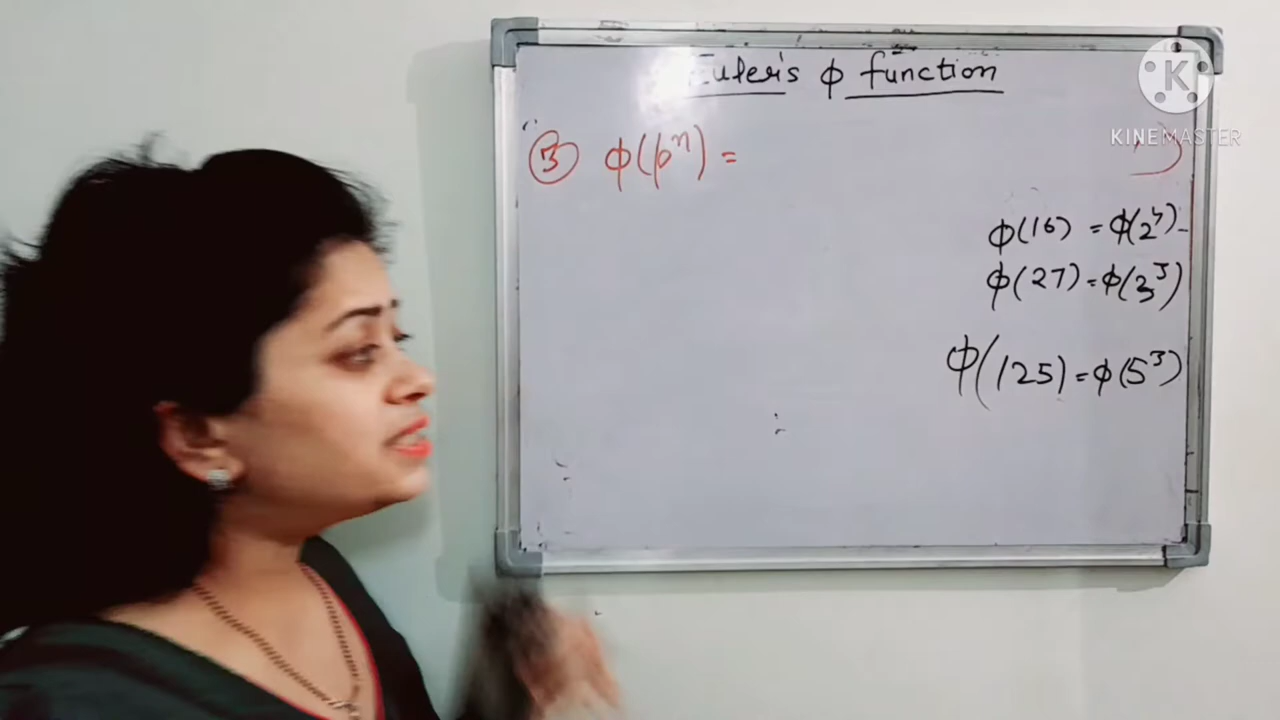 Euler's ϕ function
③ ϕ(pⁿ) =
ϕ(16) = ϕ(2⁴)
ϕ(27) = ϕ(3³)
ϕ(125) = ϕ(5³)
KINEMASTER